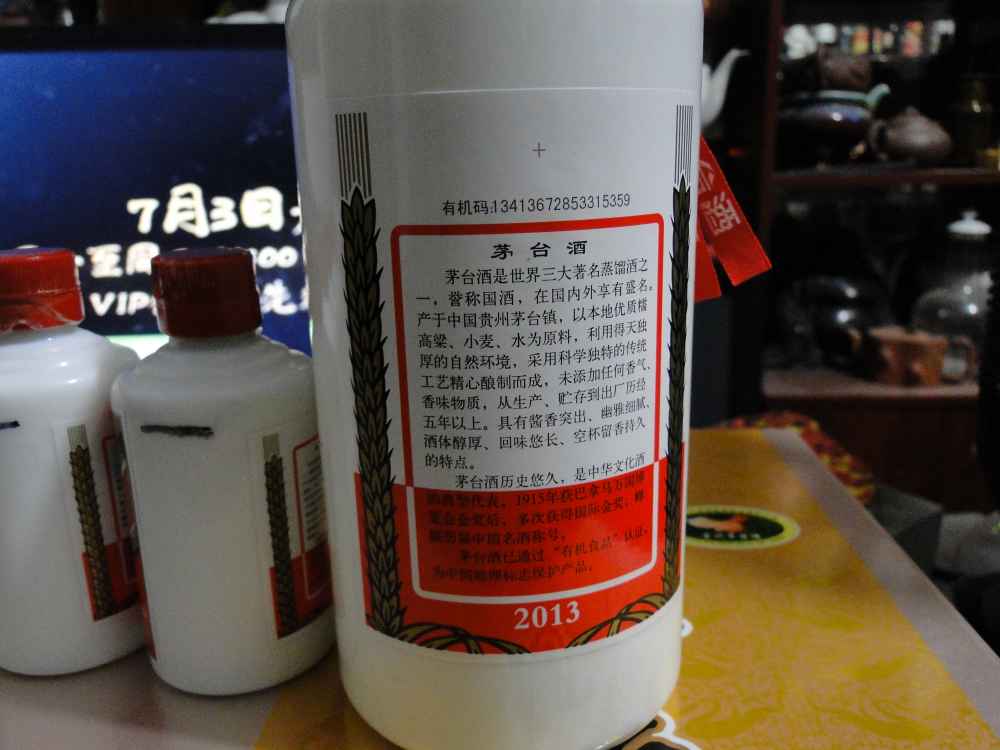 7月3日
VIP
有机码:13413672853315359
茅台酒
茅台酒是世界三大著名蒸馏酒之
一，誉称国酒，在国内外享有盛名。
产于中国贵州茅台镇，以本地优质糯
高粱、小麦、水为原料，利用得天独
厚的自然环境，采用科学独特的传统
工艺精心酿制而成，未添加任何香气、
香味物质，从生产、贮存到出厂历经
五年以上。具有酱香突出、幽雅细腻、
酒体醇厚、回味悠长、空杯留香持久
的特点。
茅台酒历史悠久，是中华文化酒
的典型代表，1915年获巴拿马万国博
览会金奖后，多次获得国际金奖，蝉
联历届中国名酒称号。
茅台酒已通过“有机食品”认证，
为中国地理标志保护产品。
2013
酒